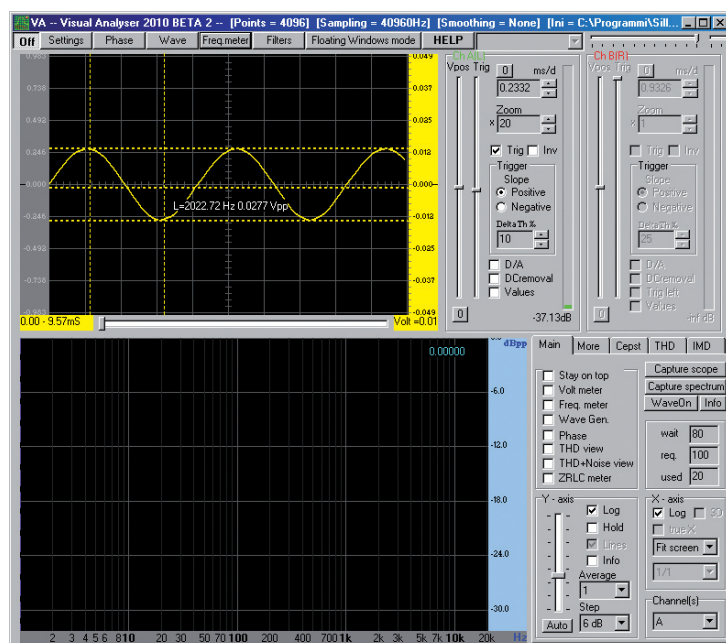 VA -- Visual Analyser 2010 BETA 2 -- [Points = 4096] [Sampling = 40960Hz] [Smoothing = None] [Ini = C:\Programmi\Sill
Off Settings Phase Wave Freq.meter Filters Floating Windows mode HELP
0.738 0.492 0.246 -0.000 -0.246 -0.492 -0.738
0.049 0.037 0.025 0.012 0.000 -0.012 -0.025 -0.037 -0.049
L=2022.72 Hz 0.0277 Vpp
0.00 - 9.57mS Volt =0.01
Ch A[L]
Vpos Trig 0 ms/d
0.2332
Zoom
x 20
Trig Inv
Trigger
Slope
Positive
Negative
DeltaTh %
10
D/A
DCremoval
Values
0 -37.13dB
Ch B[R]
Vpos Trig 0 ms/d
0.9326
Zoom
x 1
Trig Inv
Trigger
Slope
Positive
Negative
DeltaTh %
25
D/A
DCremoval
Trig left
Values
0 -inf dB
0.00000 dBpp
-6.0
-12.0
-18.0
-24.0
-30.0
2 3 4 5 6 8 10 20 30 50 70 100 200 400 1k 2k 3k 5k 7k 10k 20k Hz
Main More Cepst THD IMD
Stay on top
Volt meter
Freq. meter
Wave Gen.
Phase
THD view
THD+Noise view
ZRLC meter
Capture scope
Capture spectrum
WaveOn Info
wait 80
req. 100
used 20
Y - axis
Log
Hold
Lines
Info
Average
1
Step
Auto 6 dB
X - axis
Log 3D
true X
Fit screen
1/1
Channel(s)
A